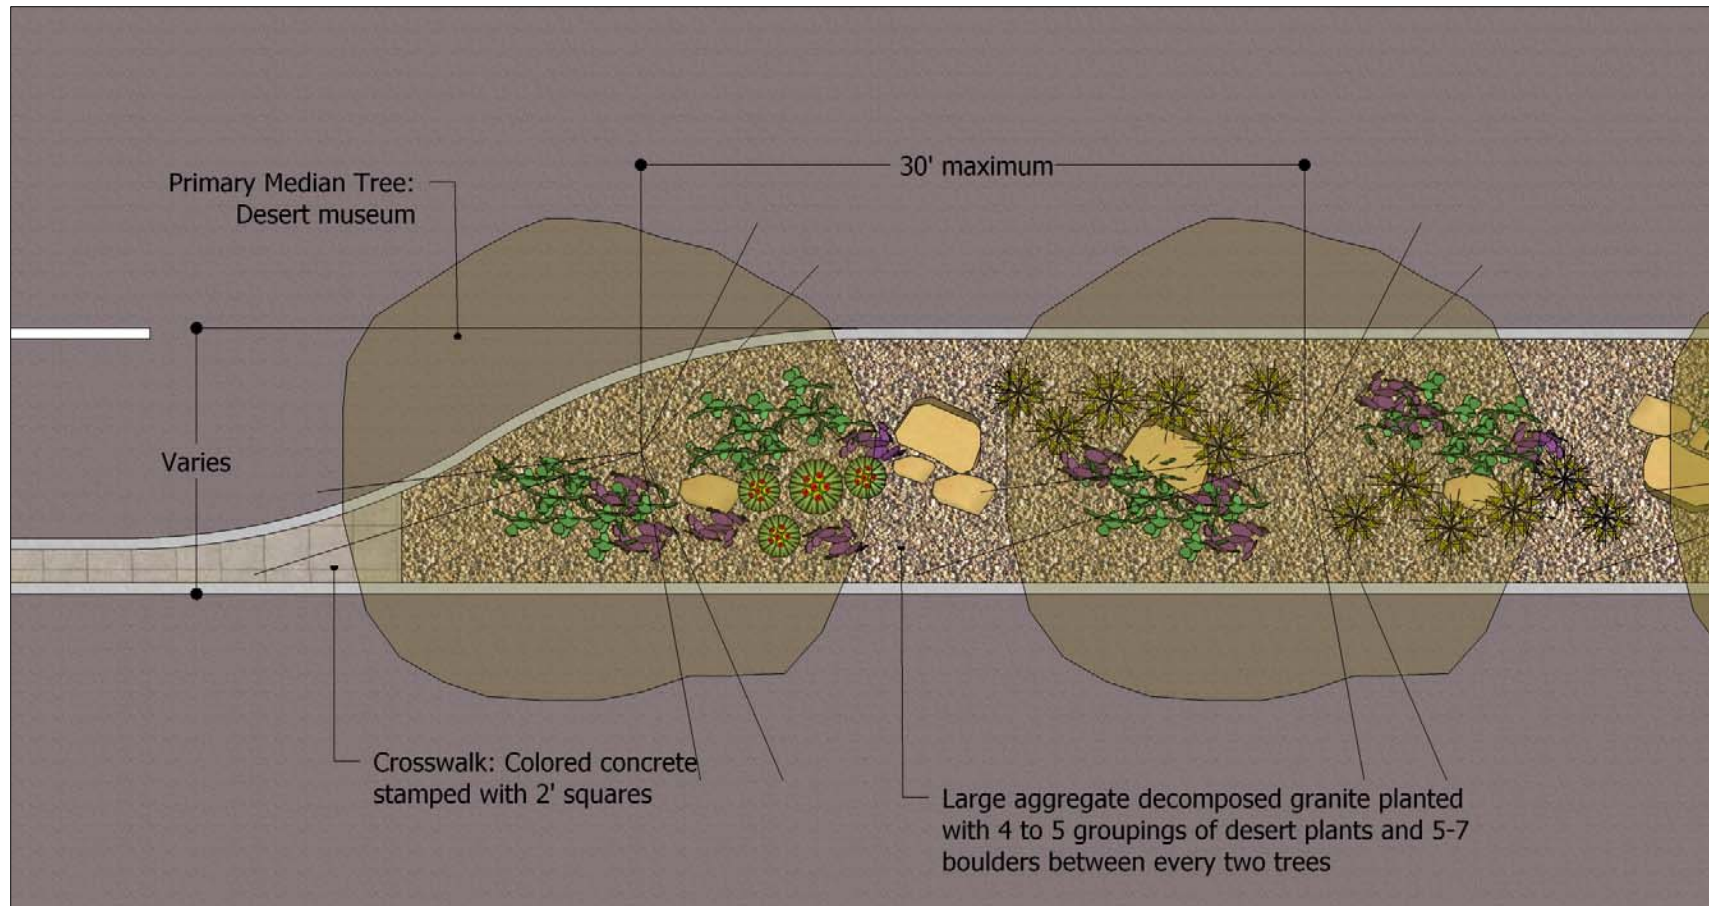 30' maximum
Primary Median Tree:
Desert museum
Varies
Crosswalk: Colored concrete
stamped with 2' squares
Large aggregate decomposed granite planted
with 4 to 5 groupings of desert plants and 5-7
boulders between every two trees